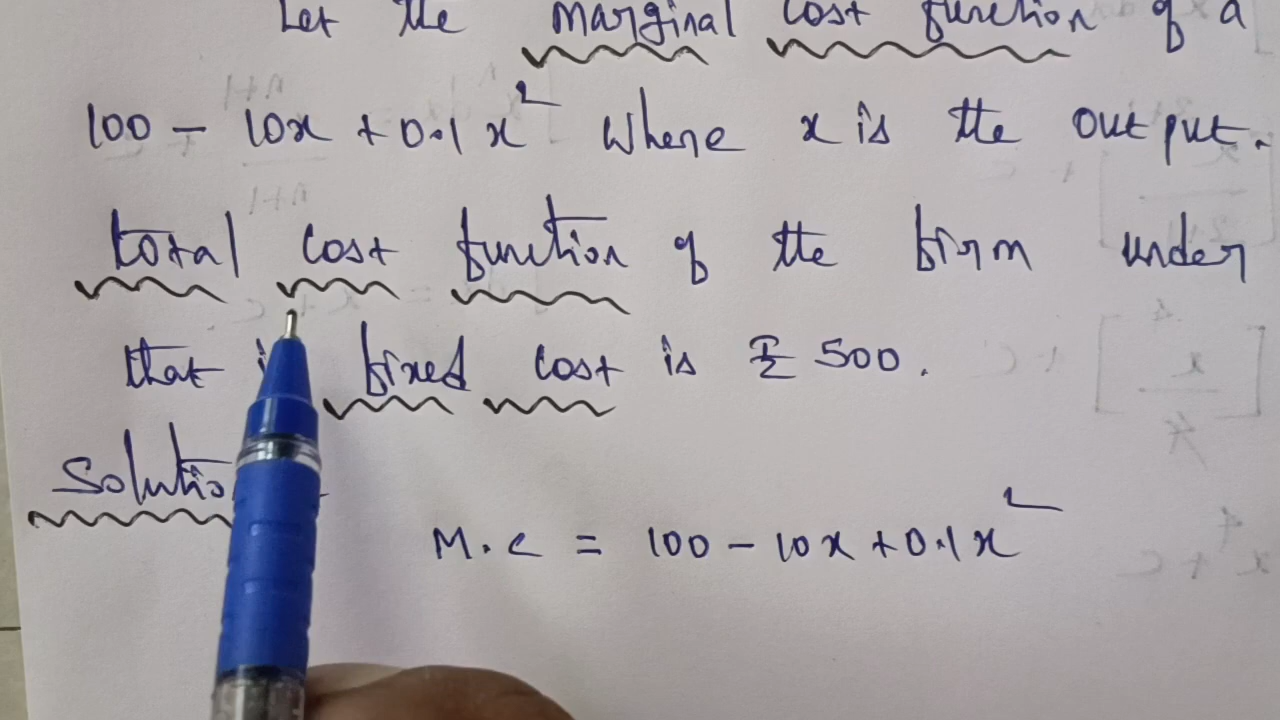 Let the marginal cost function of a
100 - 10x + 0.1x² where x is the output.
total cost function of the firm under
that fixed cost is ₹ 500.
Solution
M.C = 100 - 10x + 0.1x²